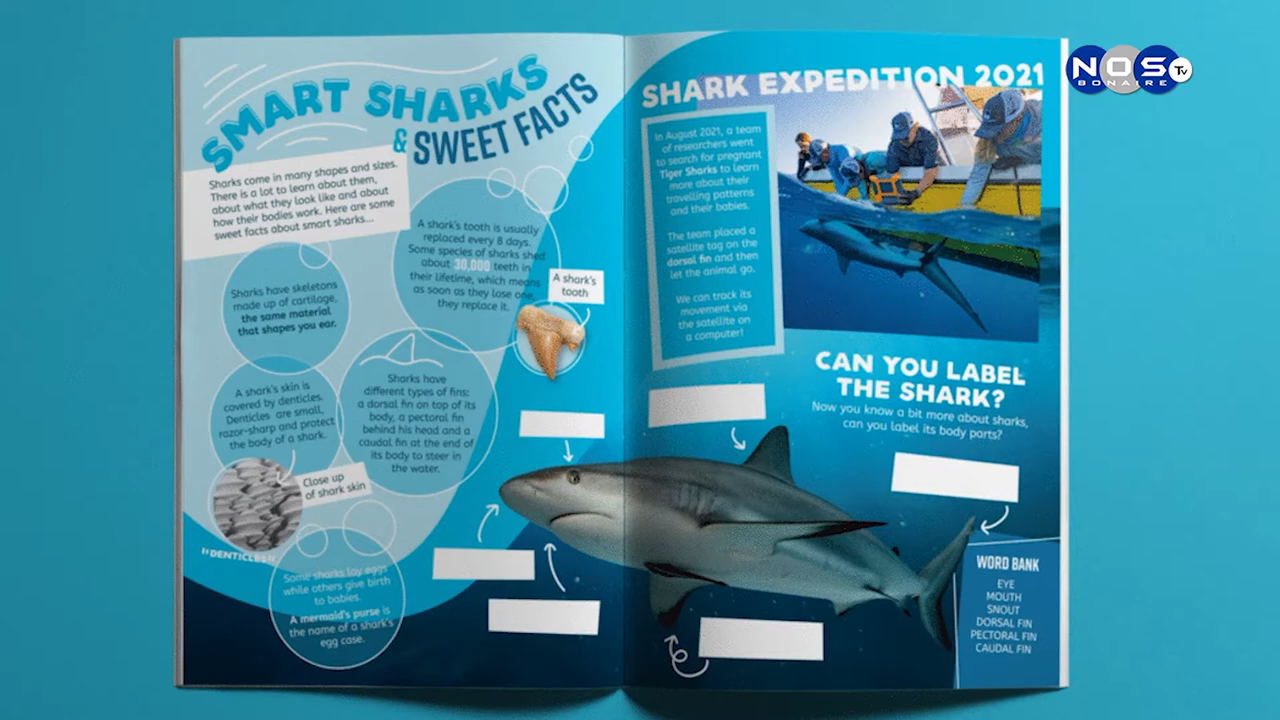 SMART SHARKS
& SWEET FACTS
Sharks come in many shapes and sizes.
There is a lot to learn about them,
about what they look like and about
how their bodies work. Here are some
sweet facts about smart sharks...
A shark's tooth is usually
replaced every 8 days.
Some species of sharks shed
about 30,000 teeth in
their lifetime, which means
as soon as they lose one,
they replace it.
A shark's
tooth
Sharks have skeletons
made up of cartilage,
the same material
that shapes you ear.
A shark's skin is
covered by denticles.
Denticles are small,
razor-sharp and protect
the body of a shark.
Sharks have
different types of fins:
a dorsal fin on top of its
body, a pectoral fin
behind his head and a
caudal fin at the end of
its body to steer in
the water.
Close up
of shark skin
"DENTICLES"
Some sharks lay eggs
while others give birth
to babies.
A mermaid's purse is
the name of a shark's
egg case.
SHARK EXPEDITION 2021
In August 2021, a team
of researchers went
to search for pregnant
Tiger Sharks to learn
more about their
travelling patterns
and their babies.
The team placed a
satellite tag on the
dorsal fin and then
let the animal go.
We can track its
movement via
the satellite on
a computer!
CAN YOU LABEL
THE SHARK?
Now you know a bit more about sharks,
can you label its body parts?
WORD BANK
EYE
MOUTH
SNOUT
DORSAL FIN
PECTORAL FIN
CAUDAL FIN
NOS TV
BONAIRE